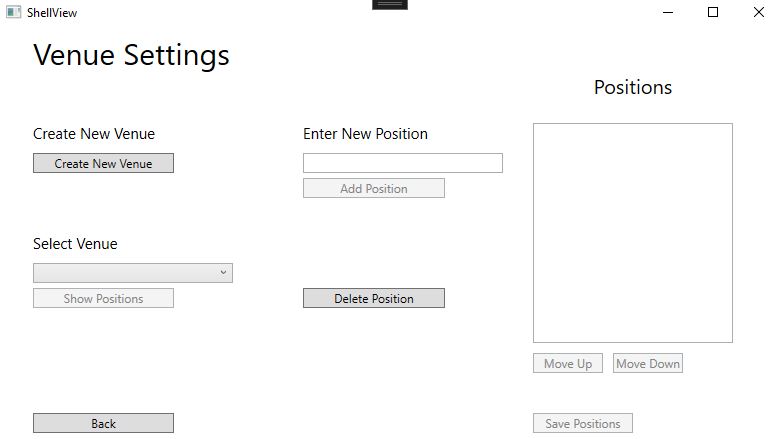 ShellView
Venue Settings
Positions
Create New Venue
Enter New Position
Create New Venue
Add Position
Select Venue
Show Positions
Delete Position
Move Up
Move Down
Back
Save Positions